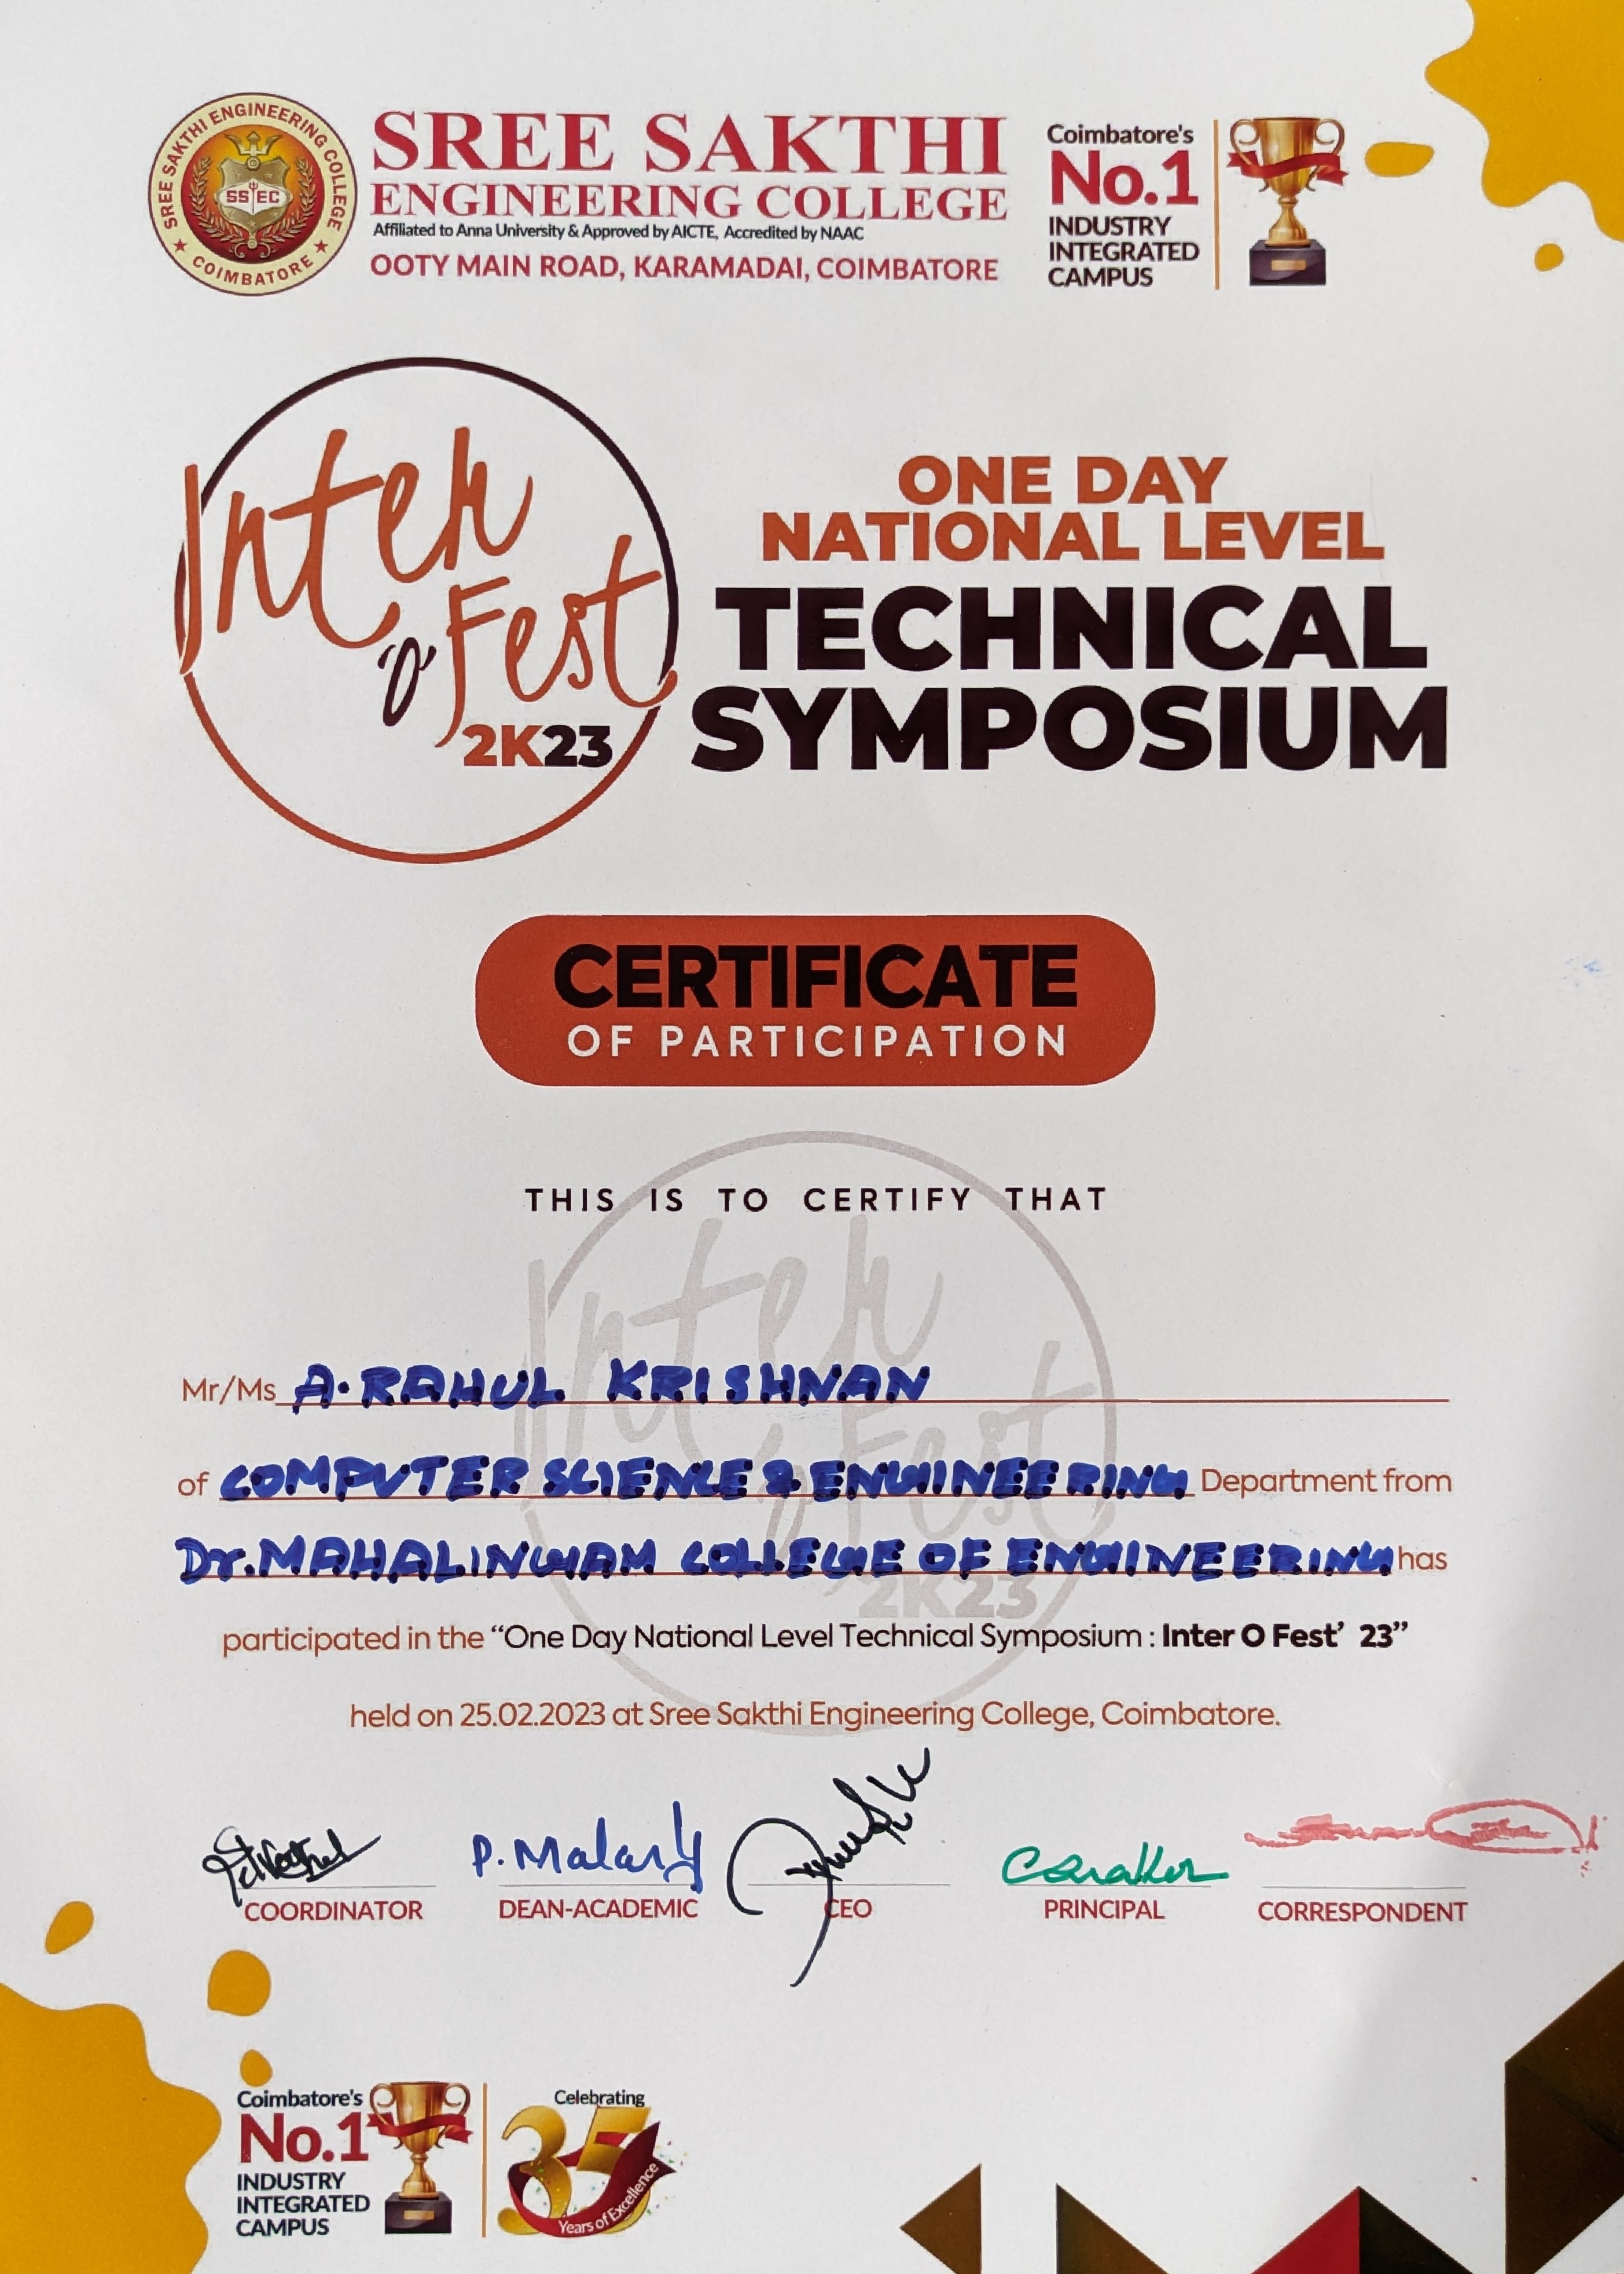 SREE SAKTHI ENGINEERING COLLEGE
COIMBATORE
SS EC
SREE SAKTHI
ENGINEERING COLLEGE
Affiliated to Anna University & Approved by AICTE, Accredited by NAAC
OOTY MAIN ROAD, KARAMADAI, COIMBATORE
Coimbatore's
No.1
INDUSTRY
INTEGRATED
CAMPUS
Inter
'O' Fest
2K23
ONE DAY
NATIONAL LEVEL
TECHNICAL
SYMPOSIUM
CERTIFICATE
OF PARTICIPATION
THIS IS TO CERTIFY THAT
Inter
'O' Fest
2K23
Mr/Ms A. RAHUL KRISHNAN
of COMPUTER SCIENCE & ENGINEERING Department from
Dr. MAHALINGAM COLLEGE OF ENGINEERING has
participated in the “One Day National Level Technical Symposium : Inter O Fest’ 23”
held on 25.02.2023 at Sree Sakthi Engineering College, Coimbatore.
COORDINATOR
DEAN-ACADEMIC
CEO
PRINCIPAL
CORRESPONDENT
Coimbatore's
No.1
INDUSTRY
INTEGRATED
CAMPUS
Celebrating
35
Years of Excellence